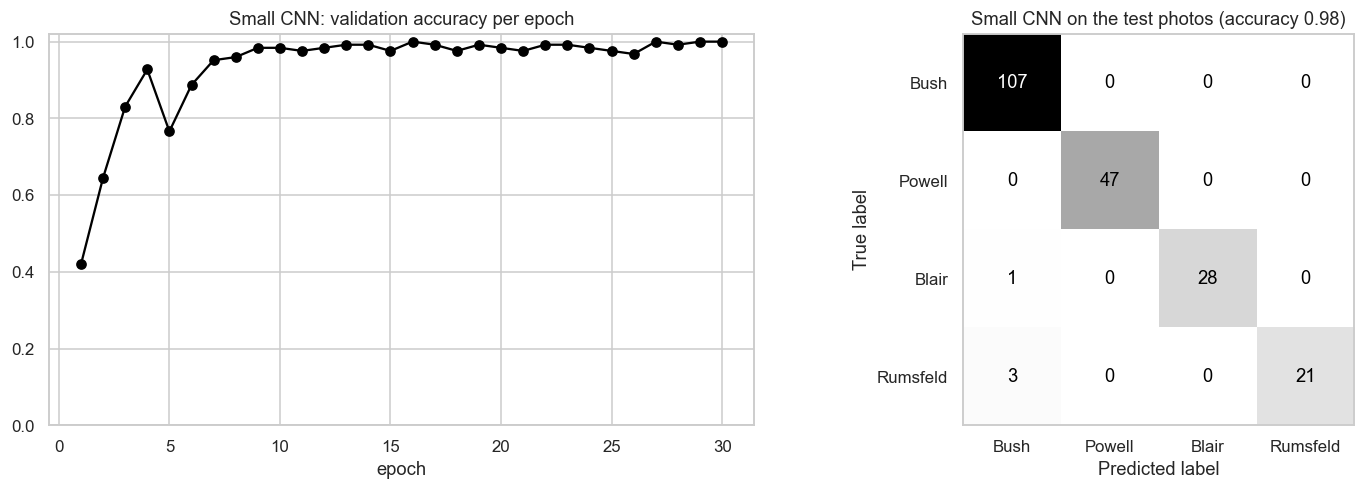 Small CNN: validation accuracy per epoch
1.0
0.8
0.6
0.4
0.2
0.0
0 5 10 15 20 25 30
epoch
Small CNN on the test photos (accuracy 0.98)
True label
Bush 107 0 0 0
Powell 0 47 0 0
Blair 1 0 28 0
Rumsfeld 3 0 0 21
Bush Powell Blair Rumsfeld
Predicted label